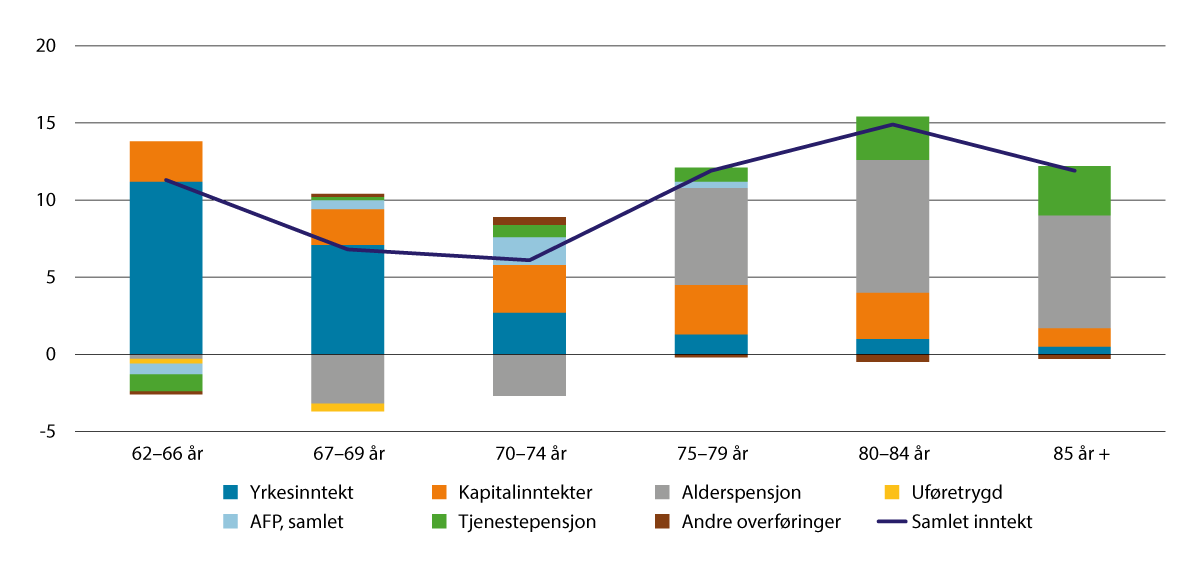 20
15
10
5
0
-5
62–66 år 67–69 år 70–74 år 75–79 år 80–84 år 85 år +
Yrkesinntekt Kapitalinntekter Alderspensjon Uføretrygd
AFP, samlet Tjenestepensjon Andre overføringer Samlet inntekt